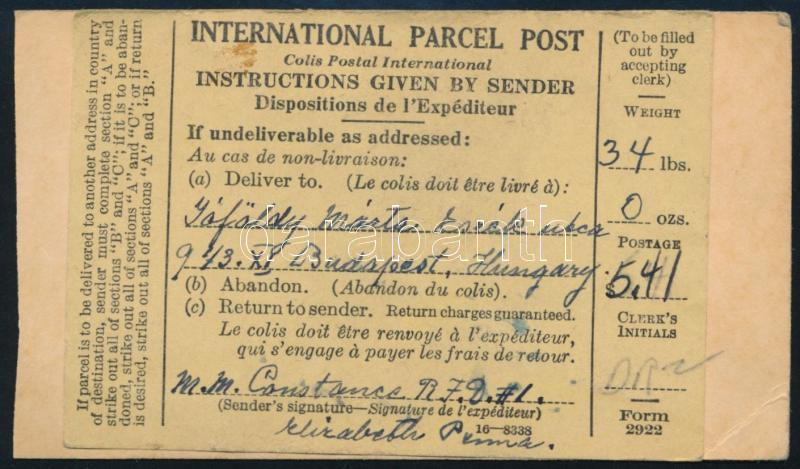 If parcel is to be delivered to another address in country
of destination, sender must complete section "A" and
strike out all of sections "B" and "C"; if it is to be aban-
doned, strike out all of sections "A" and "C"; or if return
is desired, strike out all of sections "A" and "B."
INTERNATIONAL PARCEL POST
Colis Postal International
INSTRUCTIONS GIVEN BY SENDER
Dispositions de l'Expéditeur
If undeliverable as addressed:
Au cas de non-livraison:
(a) Deliver to. (Le colis doit être livré à):
Jóföldy Márta utca
9 Budapest, Hungary.
(b) Abandon. (Abandon du colis).
(c) Return to sender. Return charges guaranteed.
Le colis doit être renvoyé à l'expéditeur,
qui s'engage à payer les frais de retour.
M. M. Constance R.F.D. #1.
(Sender's signature—Signature de l'expéditeur)
16—8338
Elizabeth Penna.
(To be filled
out by
accepting
clerk)
WEIGHT
34 lbs.
0 ozs.
POSTAGE
$5.41
CLERK'S
INITIALS
Form
2922
darabanth